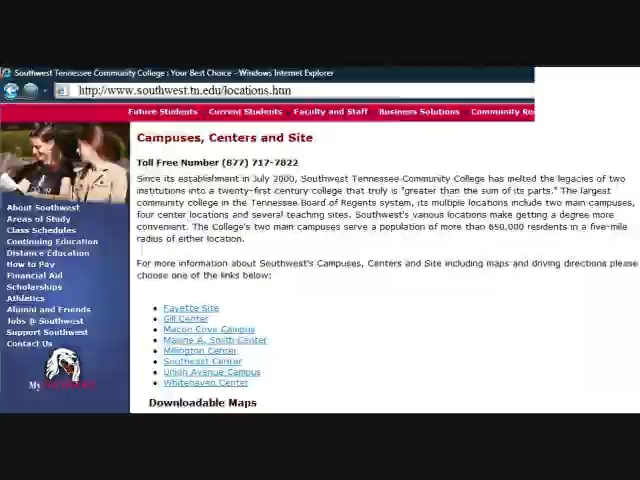 Southwest Tennessee Community College : Your Best Choice - Windows Internet Explorer
http://www.southwest.tn.edu/locations.htm
Future Students Current Students Faculty and Staff Business Solutions Community Re
Campuses, Centers and Site
Toll Free Number (877) 717-7822
Since its establishment in July 2000, Southwest Tennessee Community College has melted the legacies of two
institutions into a twenty-first century college that truly is "greater than the sum of its parts." The largest
community college in the Tennessee Board of Regents system, its multiple locations include two main campuses,
four center locations and several teaching sites. Southwest's various locations make getting a degree more
convenient. The College's two main campuses serve a population of more than 650,000 residents in a five-mile
radius of either location.
For more information about Southwest's Campuses, Centers and Site including maps and driving directions please
choose one of the links below:
Fayette Site
Gill Center
Macon Cove Campus
Maxine A. Smith Center
Millington Center
Southeast Center
Union Avenue Campus
Whitehaven Center
Downloadable Maps
About Southwest
Areas of Study
Class Schedules
Continuing Education
Distance Education
How to Pay
Financial Aid
Scholarships
Athletics
Alumni and Friends
Jobs @ Southwest
Support Southwest
Contact Us
My